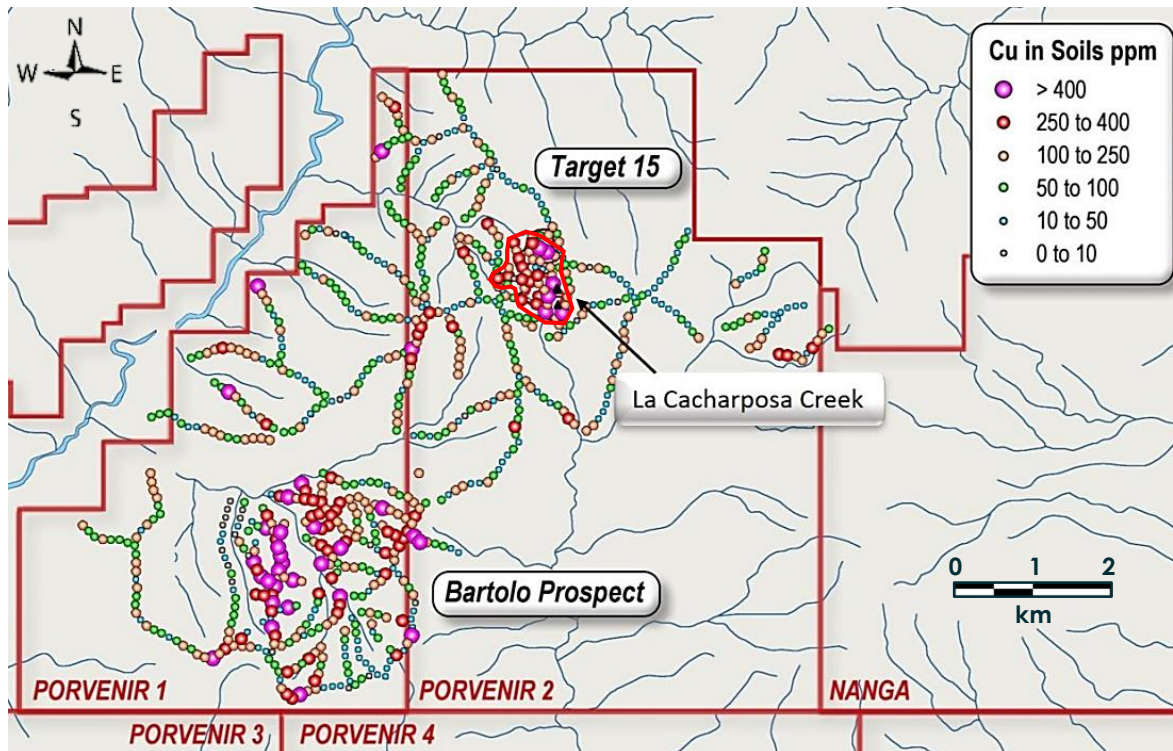 N
W E
S
Cu in Soils ppm
> 400
250 to 400
100 to 250
50 to 100
10 to 50
0 to 10
Target 15
La Cacharposa Creek
Bartolo Prospect
0 1 2
km
PORVENIR 1
PORVENIR 2
NANGA
PORVENIR 3
PORVENIR 4